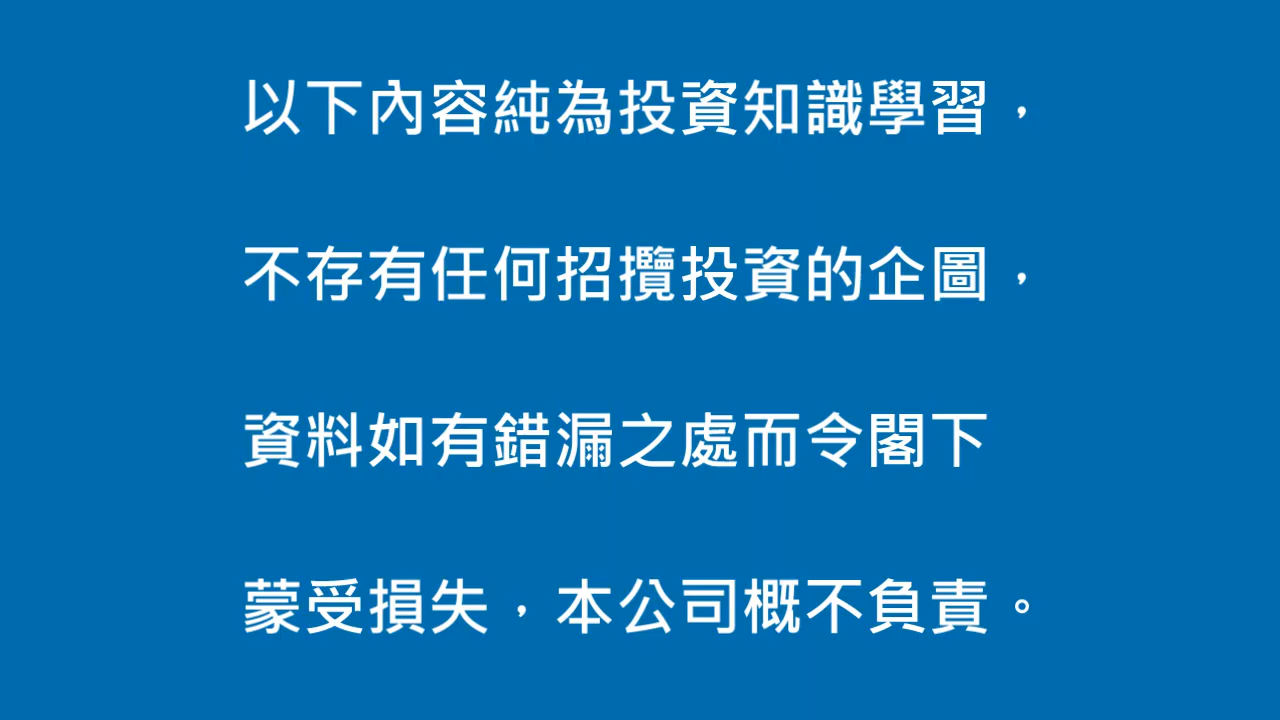 以下內容純為投資知識學習，
不存有任何招攬投資的企圖，
資料如有錯漏之處而令閣下
蒙受損失，本公司概不負責。